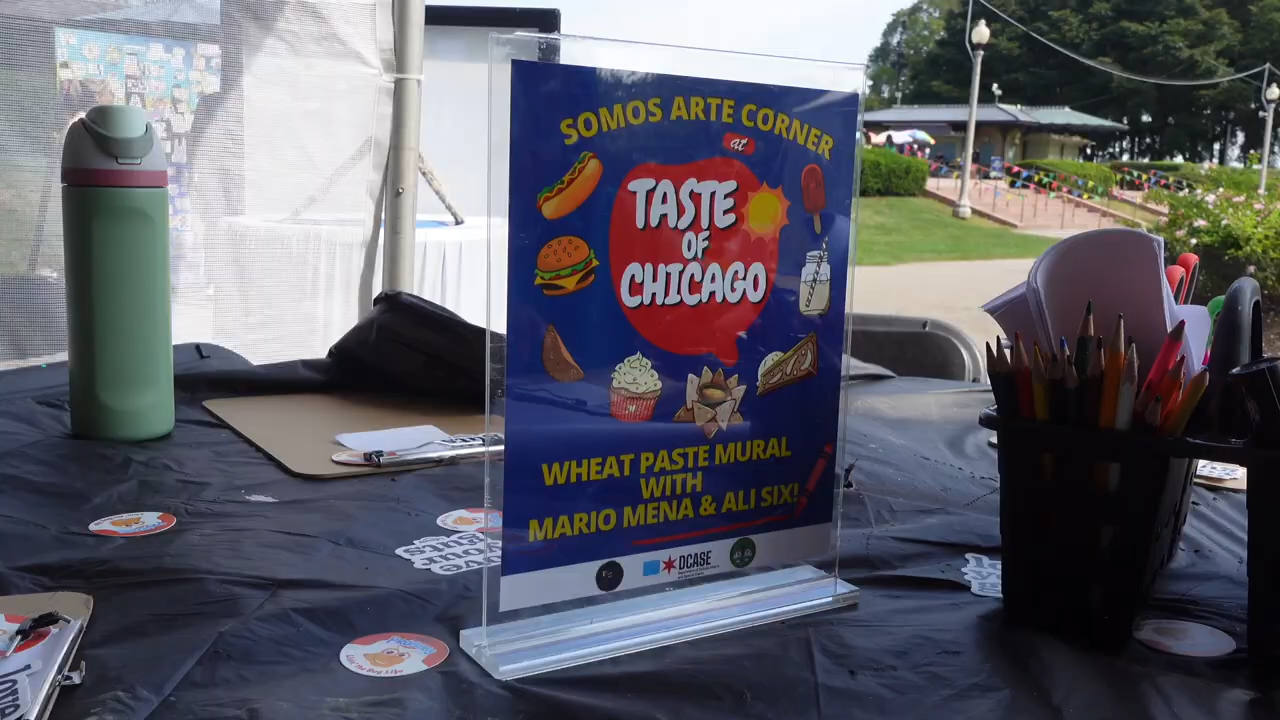 SOMOS ARTE CORNER
at
TASTE
OF
CHICAGO
WHEAT PASTE MURAL
WITH
MARIO MENA & ALI SIX!
DCASE